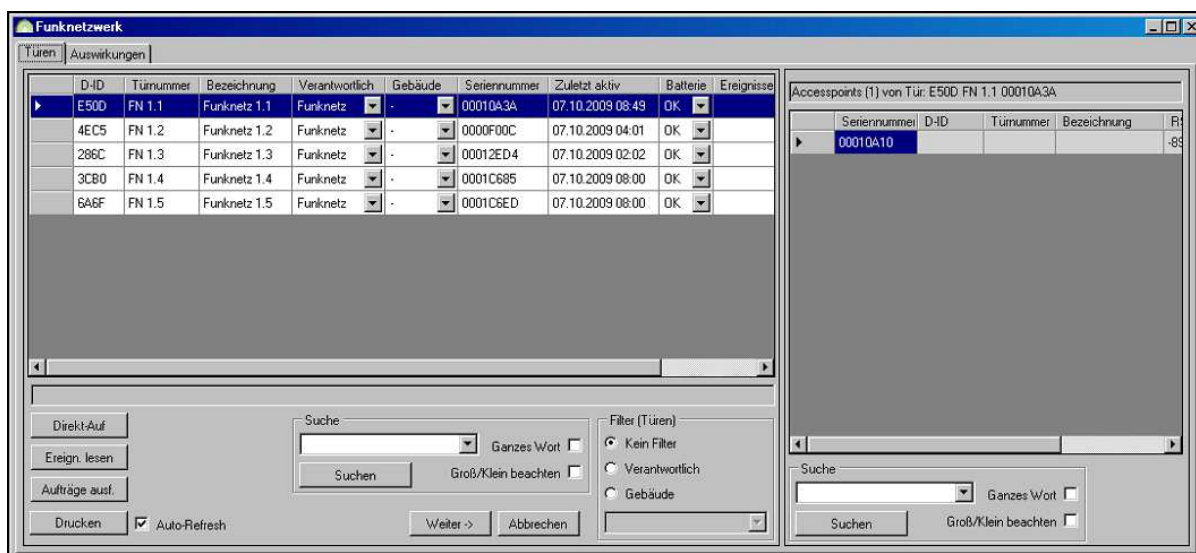 Funknetzwerk
Türen Auswirkungen
D-ID Türnummer Bezeichnung Verantwortlich Gebäude Seriennummer Zuletzt aktiv Batterie Ereignisse
E50D FN 1.1 Funknetz 1.1 Funknetz - 00010A3A 07.10.2009 08:49 OK
4EC5 FN 1.2 Funknetz 1.2 Funknetz - 0000F00C 07.10.2009 04:01 OK
286C FN 1.3 Funknetz 1.3 Funknetz - 00012ED4 07.10.2009 02:02 OK
3CB0 FN 1.4 Funknetz 1.4 Funknetz - 0001C685 07.10.2009 08:00 OK
6A6F FN 1.5 Funknetz 1.5 Funknetz - 0001C6ED 07.10.2009 08:00 OK
Direkt-Auf
Ereign. lesen
Aufträge ausf.
Drucken
Auto-Refresh
Suche
Ganzes Wort
Suchen
Groß/Klein beachten
Weiter -> Abbrechen
Filter (Türen)
Kein Filter
Verantwortlich
Gebäude
Accesspoints (1) von Tür: E50D FN 1.1 00010A3A
Seriennummer D-ID Türnummer Bezeichnung
00010A10
Suche
Ganzes Wort
Suchen
Groß/Klein beachten